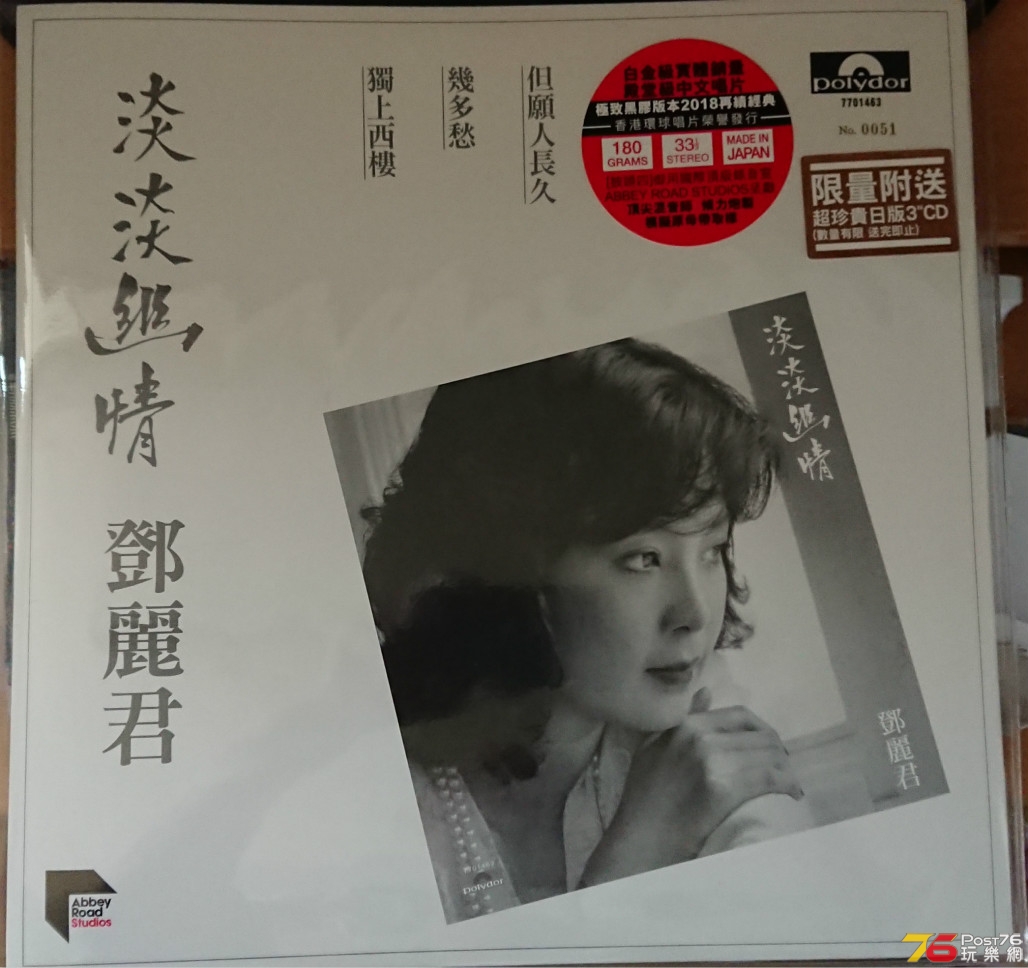 淡淡幽情
鄧麗君
獨上西樓
幾多愁
但願人長久
白金級實體銷量
殿堂級中文唱片
極致黑膠版本2018再續經典
香港環球唱片榮譽發行
180
GRAMS
33⅓
STEREO
MADE IN
JAPAN
ABBEY ROAD STUDIOS
polydor
7701463
No. 0051
限量附送
超珍貴日版3"CD
(數量有限 送完即止)
淡淡幽情
鄧麗君
polydor
Abbey
Road
Studios
76 POST76
玩樂網